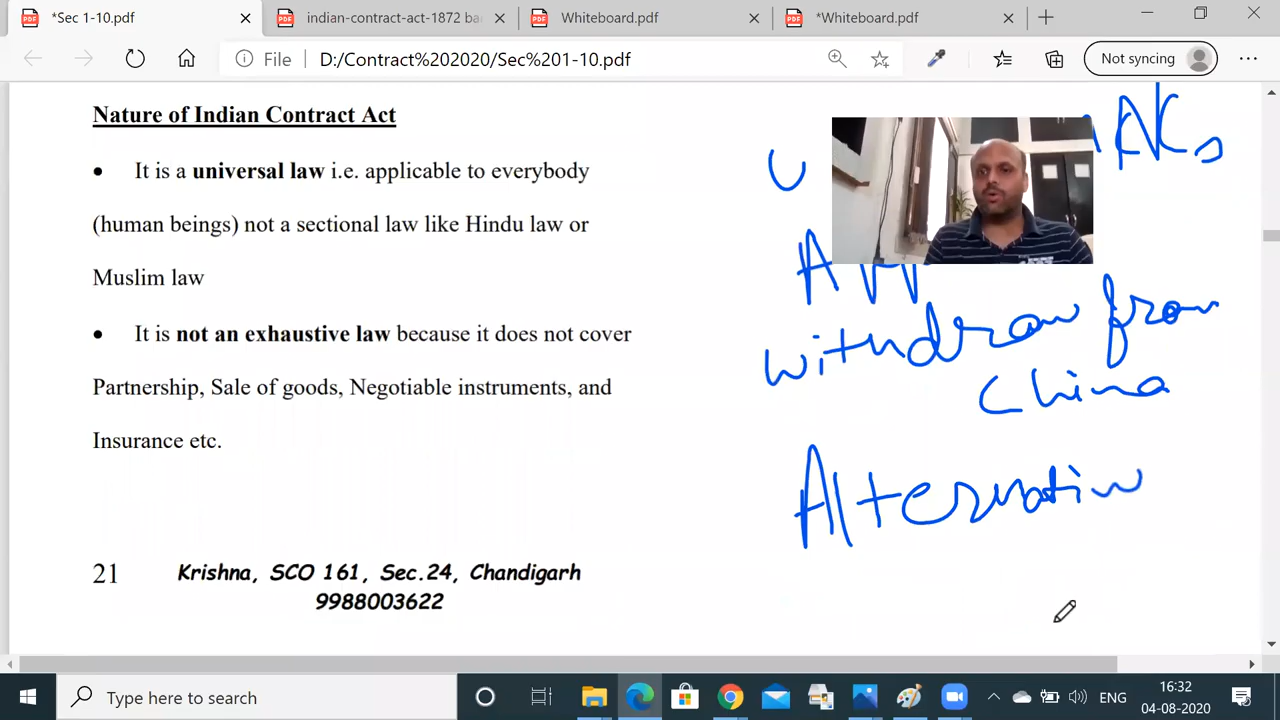 *Sec 1-10.pdf
indian-contract-act-1872 ba
Whiteboard.pdf
*Whiteboard.pdf
File
D:/Contract%202020/Sec%201-10.pdf
Not syncing
Nature of Indian Contract Act
• It is a universal law i.e. applicable to everybody
(human beings) not a sectional law like Hindu law or
Muslim law
• It is not an exhaustive law because it does not cover
Partnership, Sale of goods, Negotiable instruments, and
Insurance etc.
21
Krishna, SCO 161, Sec.24, Chandigarh
9988003622
withdraw from
China
Type here to search
ENG
16:32
04-08-2020